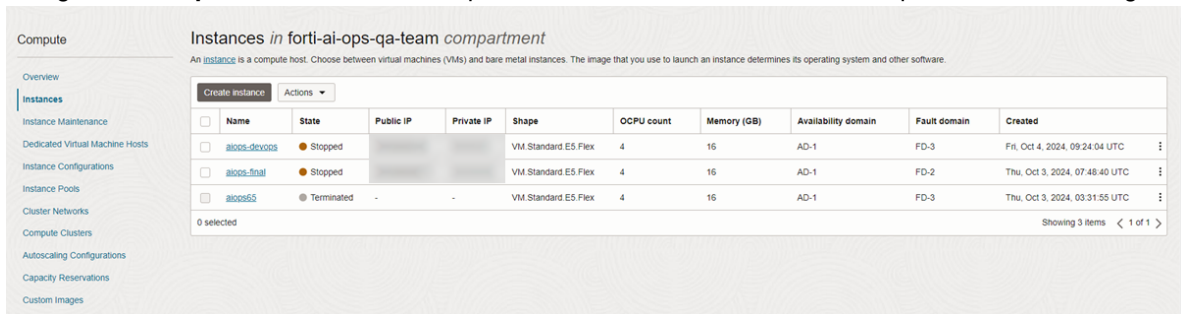 Compute
Overview
Instances
Instance Maintenance
Dedicated Virtual Machine Hosts
Instance Configurations
Instance Pools
Cluster Networks
Compute Clusters
Autoscaling Configurations
Capacity Reservations
Custom Images
Instances in forti-ai-ops-qa-team compartment
An instance is a compute host. Choose between virtual machines (VMs) and bare metal instances. The image that you use to launch an instance determines its operating system and other software.
Create instance Actions
Name State Public IP Private IP Shape OCPU count Memory (GB) Availability domain Fault domain Created
aiops-devops Stopped VM.Standard.E5.Flex 4 16 AD-1 FD-3 Fri, Oct 4, 2024, 09:24:04 UTC
aiops-final Stopped VM.Standard.E5.Flex 4 16 AD-1 FD-2 Thu, Oct 3, 2024, 07:48:40 UTC
aiops65 Terminated - - VM.Standard.E5.Flex 4 16 AD-1 FD-3 Thu, Oct 3, 2024, 03:31:55 UTC
0 selected Showing 3 items < 1 of 1 >